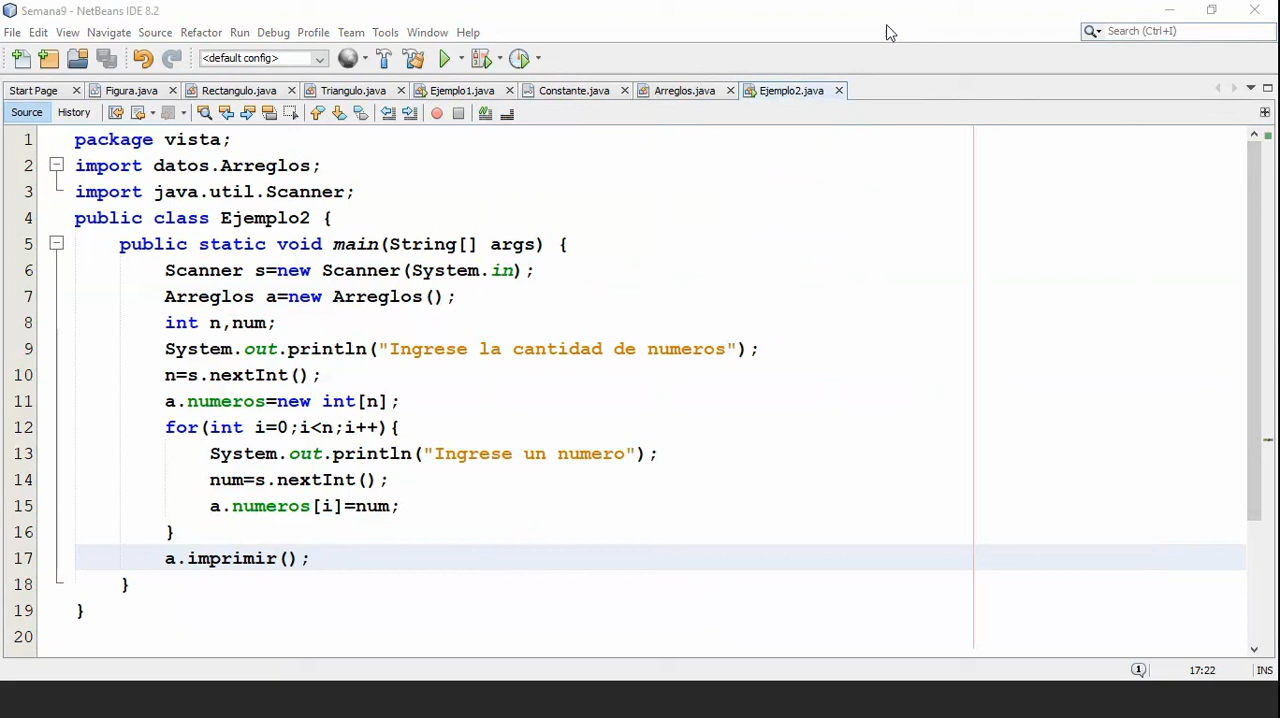 Semana9 - NetBeans IDE 8.2
File Edit View Navigate Source Refactor Run Debug Profile Team Tools Window Help
Search (Ctrl+I)
<default config>
Start Page Figura.java Rectangulo.java Triangulo.java Ejemplo1.java Constante.java Arreglos.java Ejemplo2.java
Source History
1 package vista;
2 import datos.Arreglos;
3 import java.util.Scanner;
4 public class Ejemplo2 {
5 public static void main(String[] args) {
6 Scanner s=new Scanner(System.in);
7 Arreglos a=new Arreglos();
8 int n,num;
9 System.out.println("Ingrese la cantidad de numeros");
10 n=s.nextInt();
11 a.numeros=new int[n];
12 for(int i=0;i<n;i++){
13 System.out.println("Ingrese un numero");
14 num=s.nextInt();
15 a.numeros[i]=num;
16 }
17 a.imprimir();
18 }
19 }
20
1 17:22 INS